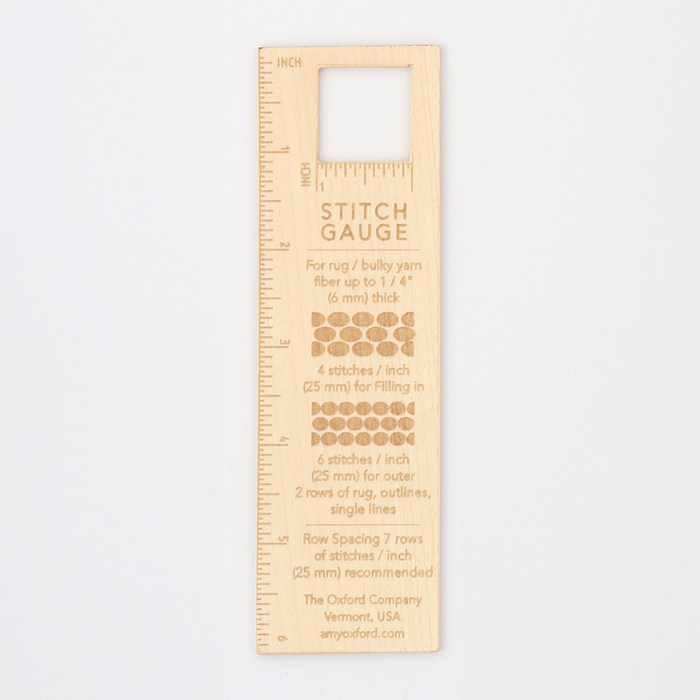 INCH
1
2
3
4
5
6
INCH
1
STITCH
GAUGE
For rug / bulky yarn
fiber up to 1 / 4"
(6 mm) thick
4 stitches / inch
(25 mm) for Filling in
6 stitches / inch
(25 mm) for outer
2 rows of rug, outlines,
single lines
Row Spacing 7 rows
of stitches / inch
(25 mm) recommended
The Oxford Company
Vermont, USA
amyoxford.com